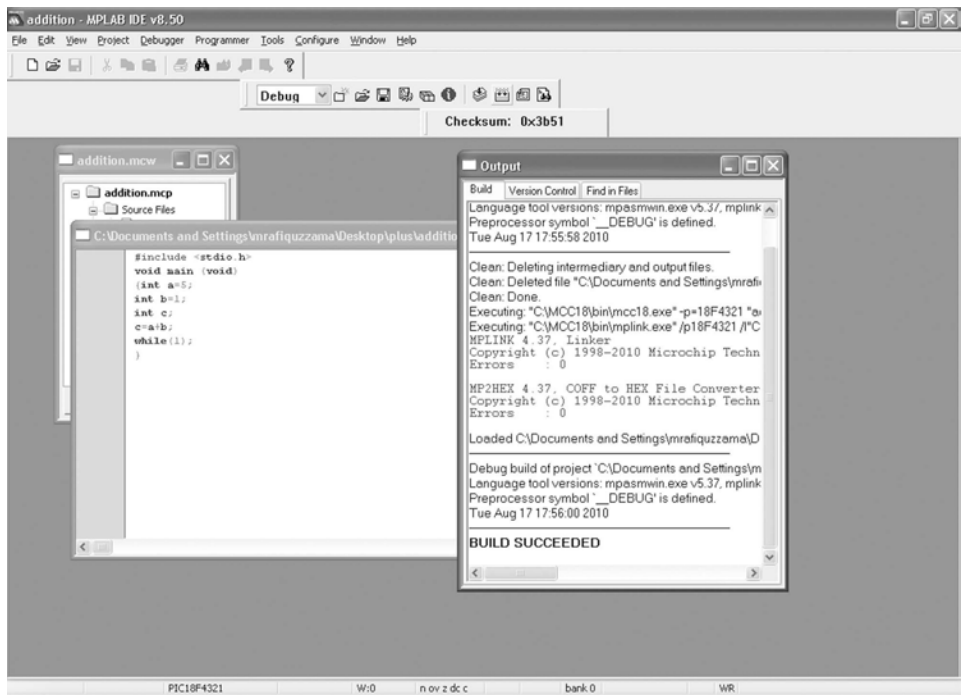 addition - MPLAB IDE v8.50
File Edit View Project Debugger Programmer Tools Configure Window Help
Debug
Checksum: 0x3b51
addition.mcw
addition.mcp
Source Files
C:\Documents and Settings\mrafiquzzama\Desktop\plus\additio
#include <stdio.h>
void main (void)
{int a=5;
int b=1;
int c;
c=a+b;
while(1);
}
Output
Build Version Control Find in Files
Language tool versions: mpasmwin.exe v5.37, mplink
Preprocessor symbol `__DEBUG' is defined.
Tue Aug 17 17:55:58 2010
Clean: Deleting intermediary and output files.
Clean: Deleted file "C:\Documents and Settings\mrafi
Clean: Done.
Executing: "C:\MCC18\bin\mcc18.exe" -p=18F4321 "a
Executing: "C:\MCC18\bin\mplink.exe" /p18F4321 /l"C
MPLINK 4.37, Linker
Copyright (c) 1998-2010 Microchip Techn
Errors : 0
MP2HEX 4.37, COFF to HEX File Converter
Copyright (c) 1998-2010 Microchip Techn
Errors : 0
Loaded C:\Documents and Settings\mrafiquzzama\D
Debug build of project `C:\Documents and Settings\m
Language tool versions: mpasmwin.exe v5.37, mplink
Preprocessor symbol `__DEBUG' is defined.
Tue Aug 17 17:56:00 2010
BUILD SUCCEEDED
PIC18F4321 W:0 n ov z dc c bank 0 WR